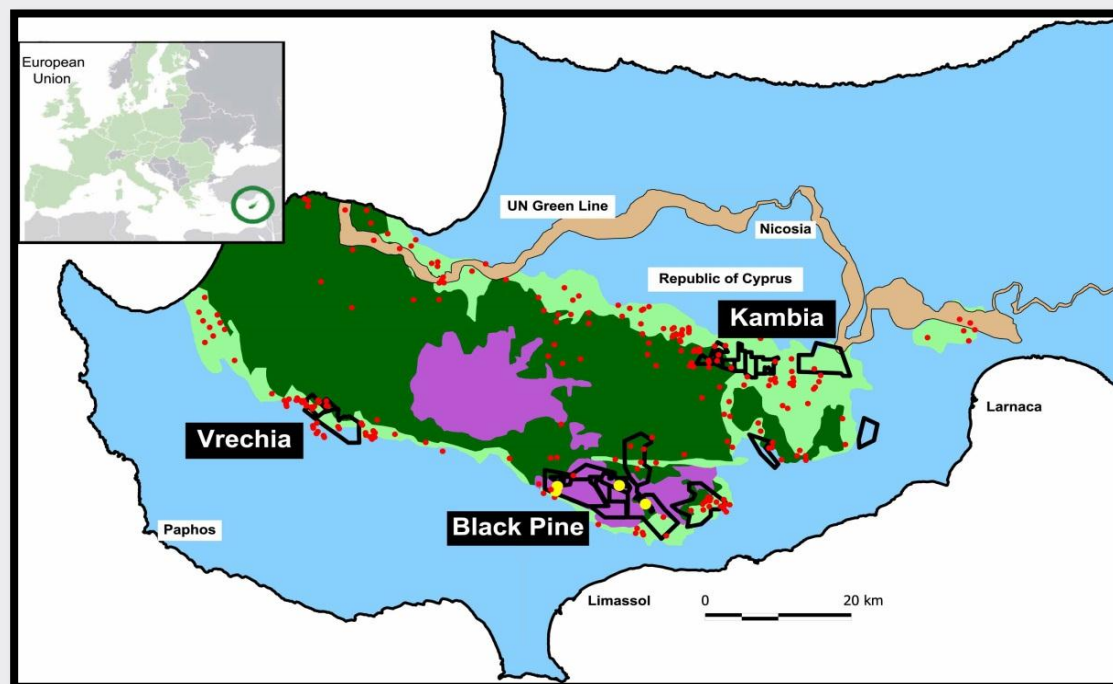 European
Union
UN Green Line
Nicosia
Republic of Cyprus
Kambia
Larnaca
Vrechia
Black Pine
Paphos
Limassol
0 20 km